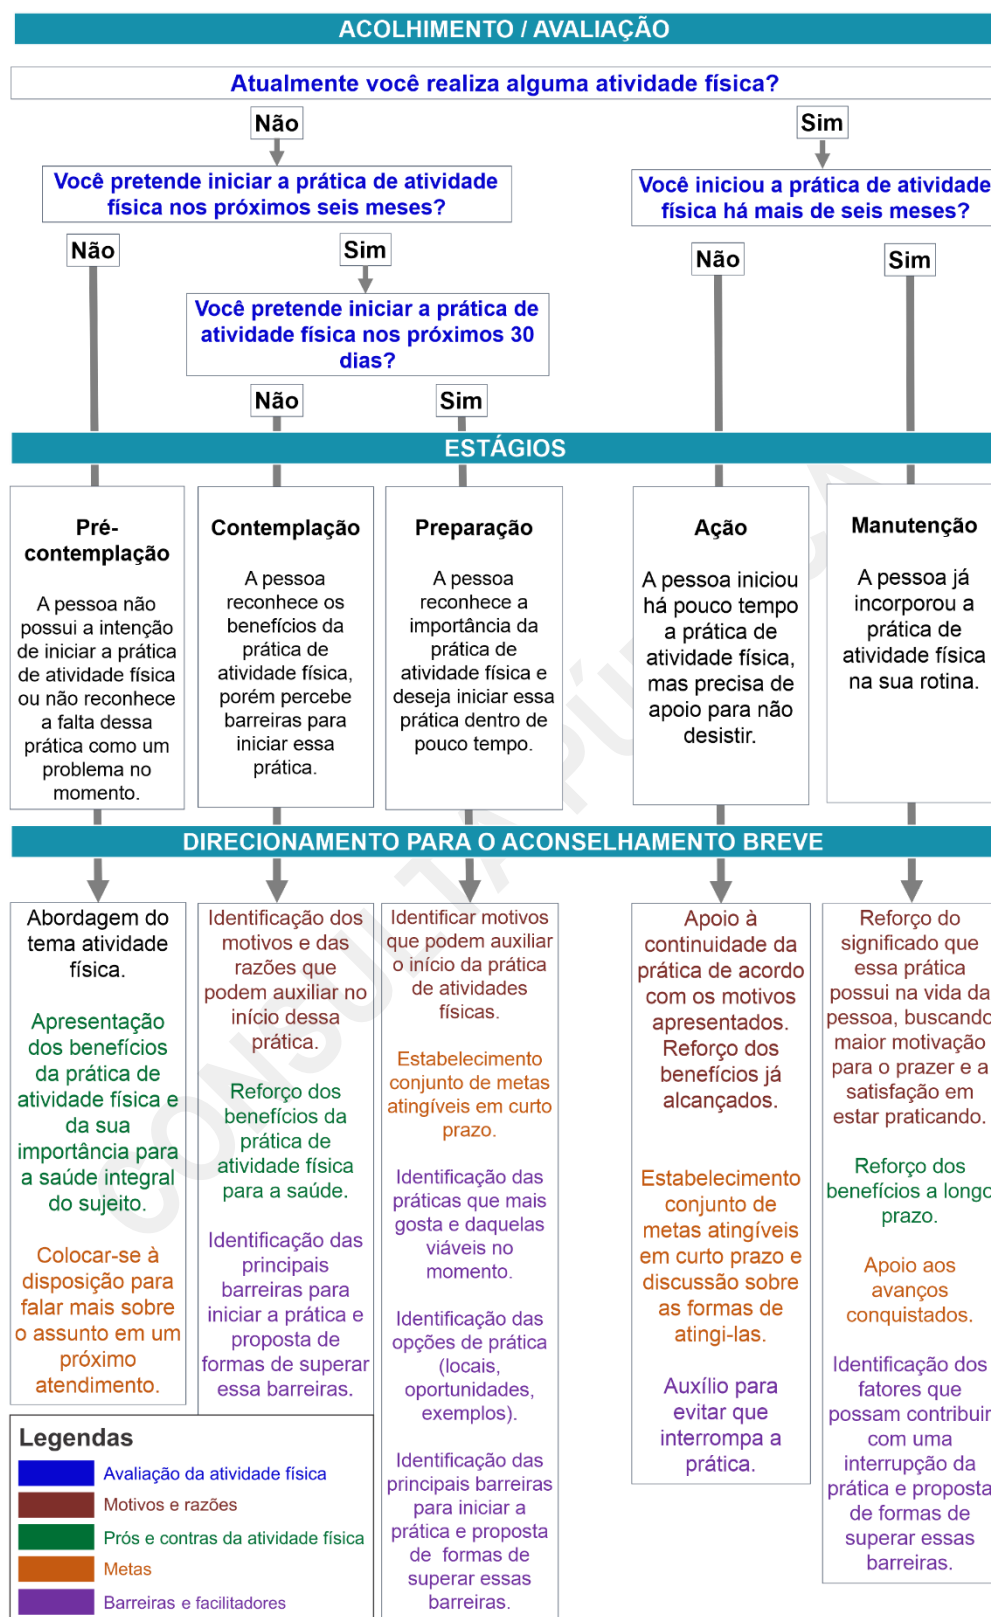 ACOLHIMENTO / AVALIAÇÃO
Atualmente você realiza alguma atividade física?
Não
Sim
Você pretende iniciar a prática de atividade
física nos próximos seis meses?
Você iniciou a prática de atividade
física há mais de seis meses?
Não
Sim
Não
Sim
Você pretende iniciar a prática de
atividade física nos próximos 30
dias?
Não
Sim
ESTÁGIOS
Pré-
contemplação
A pessoa não
possui a intenção
de iniciar a prática
de atividade física
ou não reconhece
a falta dessa
prática como um
problema no
momento.
Contemplação
A pessoa
reconhece os
benefícios da
prática de
atividade física,
porém percebe
barreiras para
iniciar essa
prática.
Preparação
A pessoa
reconhece a
importância da
prática de
atividade física e
deseja iniciar essa
prática dentro de
pouco tempo.
Ação
A pessoa iniciou
há pouco tempo
a prática de
atividade física,
mas precisa de
apoio para não
desistir.
Manutenção
A pessoa já
incorporou a
prática de
atividade física
na sua rotina.
DIRECIONAMENTO PARA O ACONSELHAMENTO BREVE
Abordagem do
tema atividade
física.
Apresentação
dos benefícios
da prática de
atividade física e
da sua
importância para
a saúde integral
do sujeito.
Colocar-se à
disposição para
falar mais sobre
o assunto em um
próximo
atendimento.
Identificação dos
motivos e das
razões que
podem auxiliar no
início dessa
prática.
Reforço dos
benefícios da
prática de
atividade física
para a saúde.
Identificação das
principais
barreiras para
iniciar a prática e
proposta de
formas de superar
essa barreiras.
Identificar motivos
que podem auxiliar
o início da prática
de atividades
físicas.
Estabelecimento
conjunto de metas
atingíveis em curto
prazo.
Identificação das
práticas que mais
gosta e daquelas
viáveis no
momento.
Identificação das
opções de prática
(locais,
oportunidades,
exemplos).
Identificação das
principais barreiras
para iniciar a
prática e proposta
de formas de
superar essas
barreiras.
Apoio à
continuidade da
prática de acordo
com os motivos
apresentados.
Reforço dos
benefícios já
alcançados.
Estabelecimento
conjunto de
metas atingíveis
em curto prazo e
discussão sobre
as formas de
atingi-las.
Auxílio para
evitar que
interrompa a
prática.
Reforço do
significado que
essa prática
possui na vida da
pessoa, buscando
maior motivação
para o prazer e a
satisfação em
estar praticando.
Reforço dos
benefícios a longo
prazo.
Apoio aos
avanços
conquistados.
Identificação dos
fatores que
possam contribuir
com uma
interrupção da
prática e proposta
de formas de
superar essas
barreiras.
Legendas
Avaliação da atividade física
Motivos e razões
Prós e contras da atividade física
Metas
Barreiras e facilitadores
CONSULTA PÚBLICA